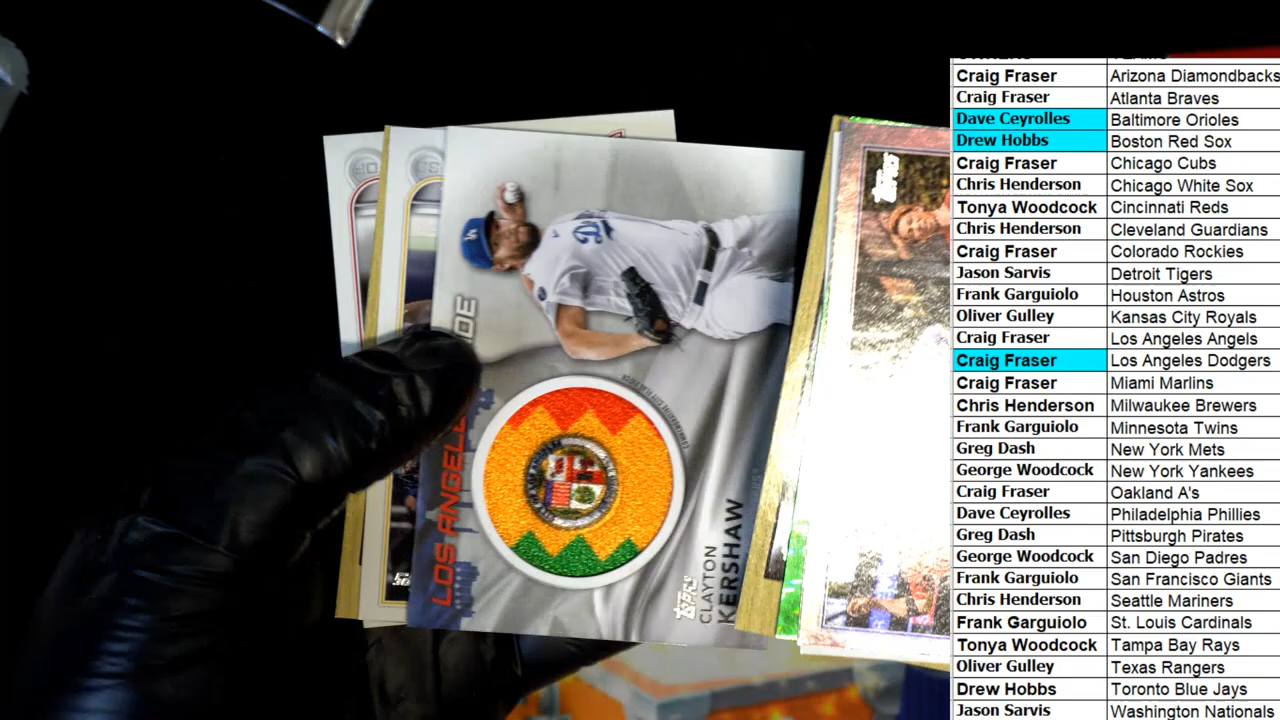 LOS ANGELE
TOPPS
CLAYTON
KERSHAW
TOPPS
Craig Fraser Arizona Diamondbacks
Craig Fraser Atlanta Braves
Dave Ceyrolles Baltimore Orioles
Drew Hobbs Boston Red Sox
Craig Fraser Chicago Cubs
Chris Henderson Chicago White Sox
Tonya Woodcock Cincinnati Reds
Chris Henderson Cleveland Guardians
Craig Fraser Colorado Rockies
Jason Sarvis Detroit Tigers
Frank Garguiolo Houston Astros
Oliver Gulley Kansas City Royals
Craig Fraser Los Angeles Angels
Craig Fraser Los Angeles Dodgers
Craig Fraser Miami Marlins
Chris Henderson Milwaukee Brewers
Frank Garguiolo Minnesota Twins
Greg Dash New York Mets
George Woodcock New York Yankees
Craig Fraser Oakland A's
Dave Ceyrolles Philadelphia Phillies
Greg Dash Pittsburgh Pirates
George Woodcock San Diego Padres
Frank Garguiolo San Francisco Giants
Chris Henderson Seattle Mariners
Frank Garguiolo St. Louis Cardinals
Tonya Woodcock Tampa Bay Rays
Oliver Gulley Texas Rangers
Drew Hobbs Toronto Blue Jays
Jason Sarvis Washington Nationals